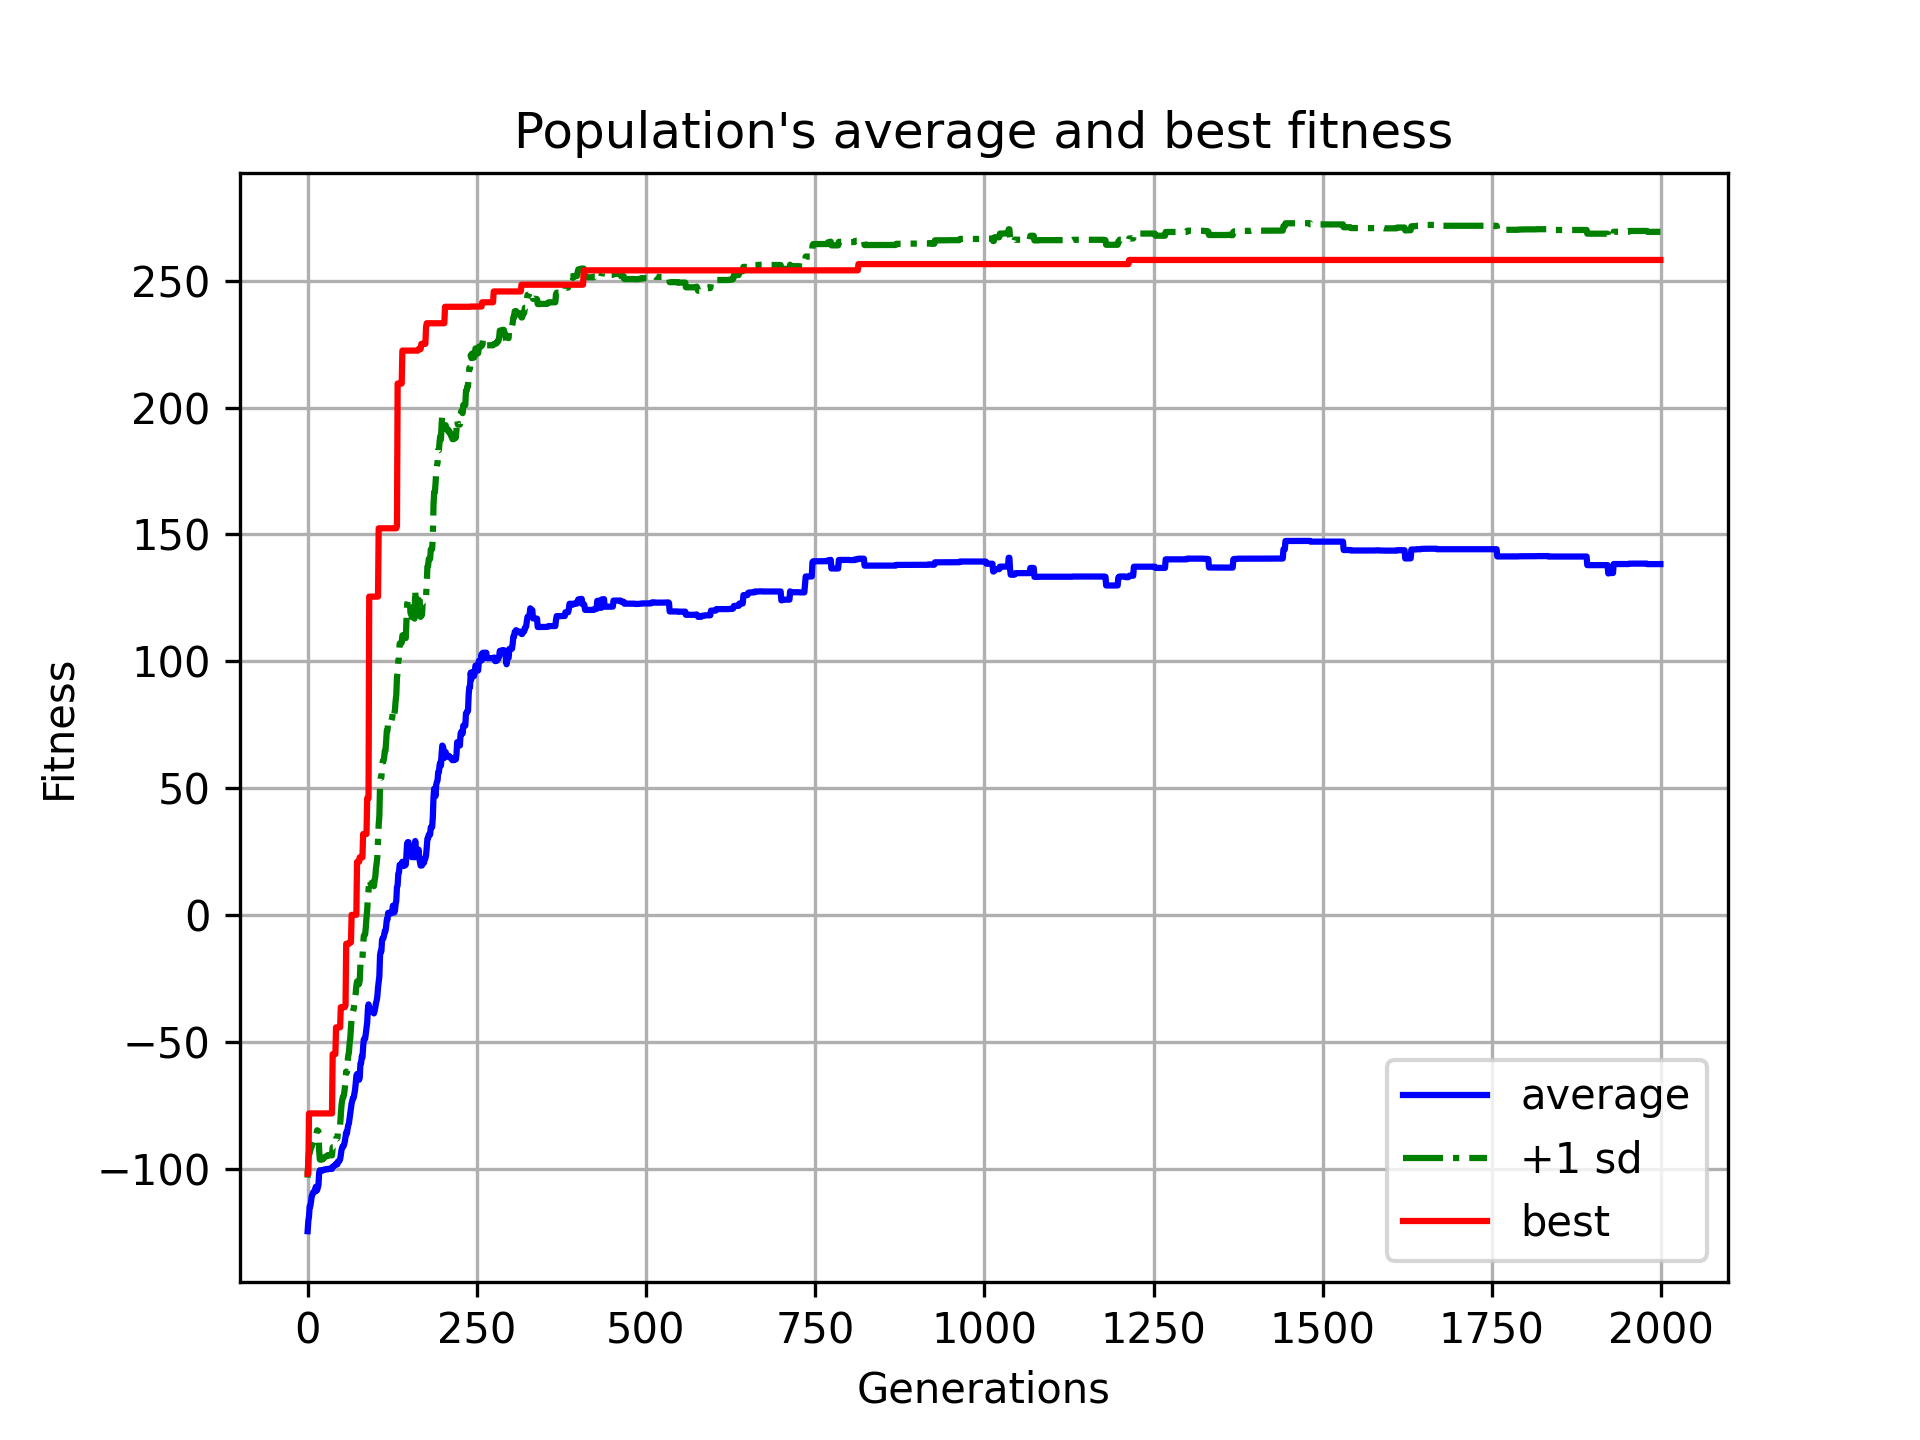 Population's average and best fitness
Fitness
250
200
150
100
50
0
−50
−100
average
+1 sd
best
0 250 500 750 1000 1250 1500 1750 2000
Generations